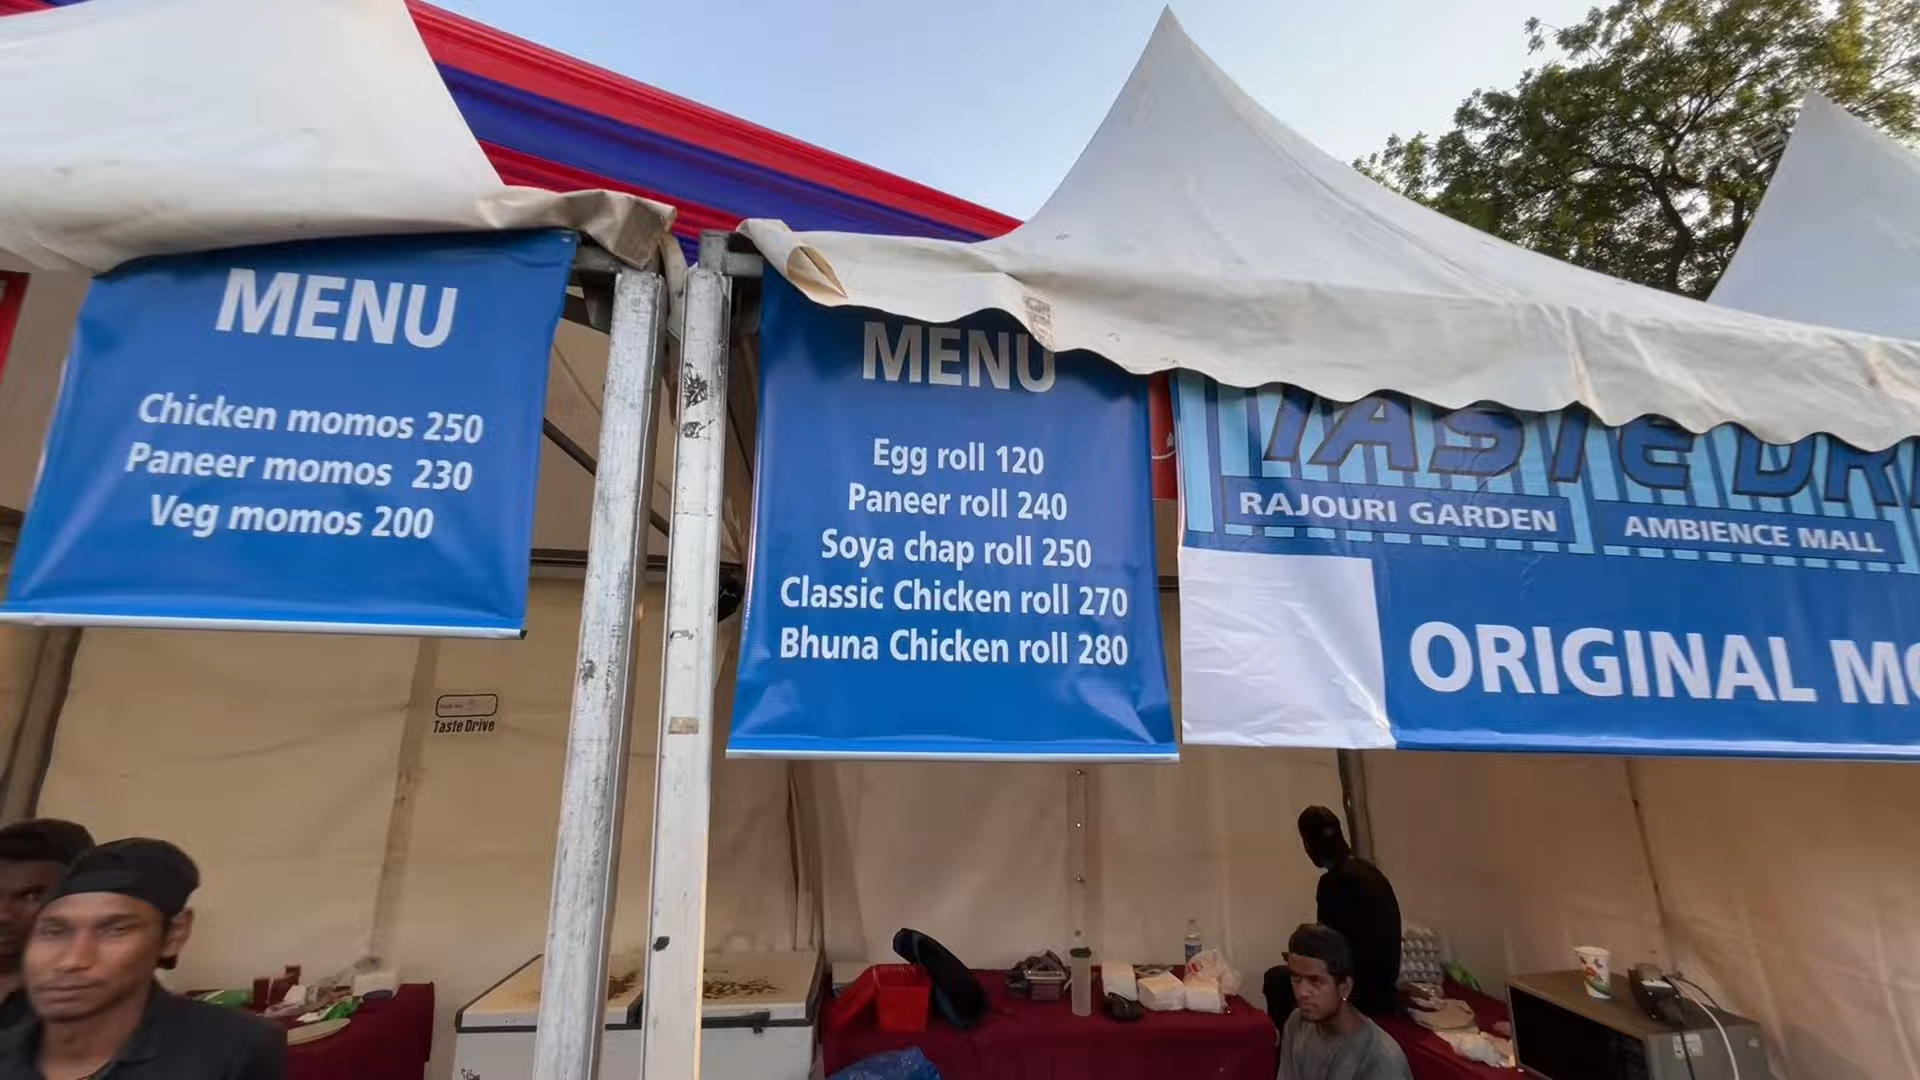 MENU
Chicken momos 250
Paneer momos 230
Veg momos 200
MENU
Egg roll 120
Paneer roll 240
Soya chap roll 250
Classic Chicken roll 270
Bhuna Chicken roll 280
TASTE
RAJOURI GARDEN
AMBIENCE MALL
ORIGINAL
Taste Drive